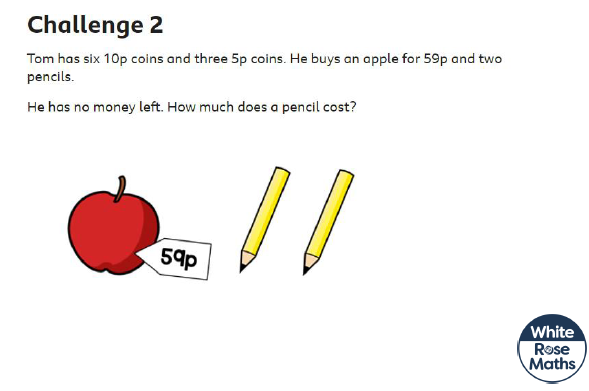 Challenge 2
Tom has six 10p coins and three 5p coins. He buys an apple for 59p and two
pencils.
He has no money left. How much does a pencil cost?
59p
White
Rose
Maths